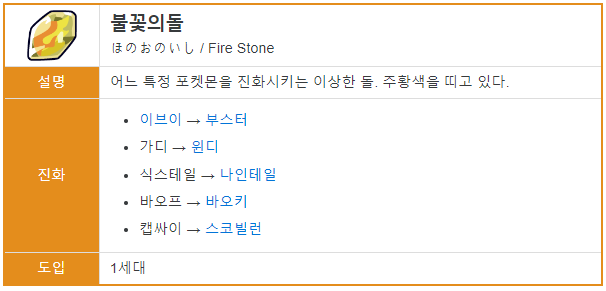 불꽃의돌
ほのおのいし / Fire Stone
설명
어느 특정 포켓몬을 진화시키는 이상한 돌. 주황색을 띠고 있다.
진화
이브이 → 부스터
가디 → 윈디
식스테일 → 나인테일
바오프 → 바오키
캡싸이 → 스코빌런
도입
1세대